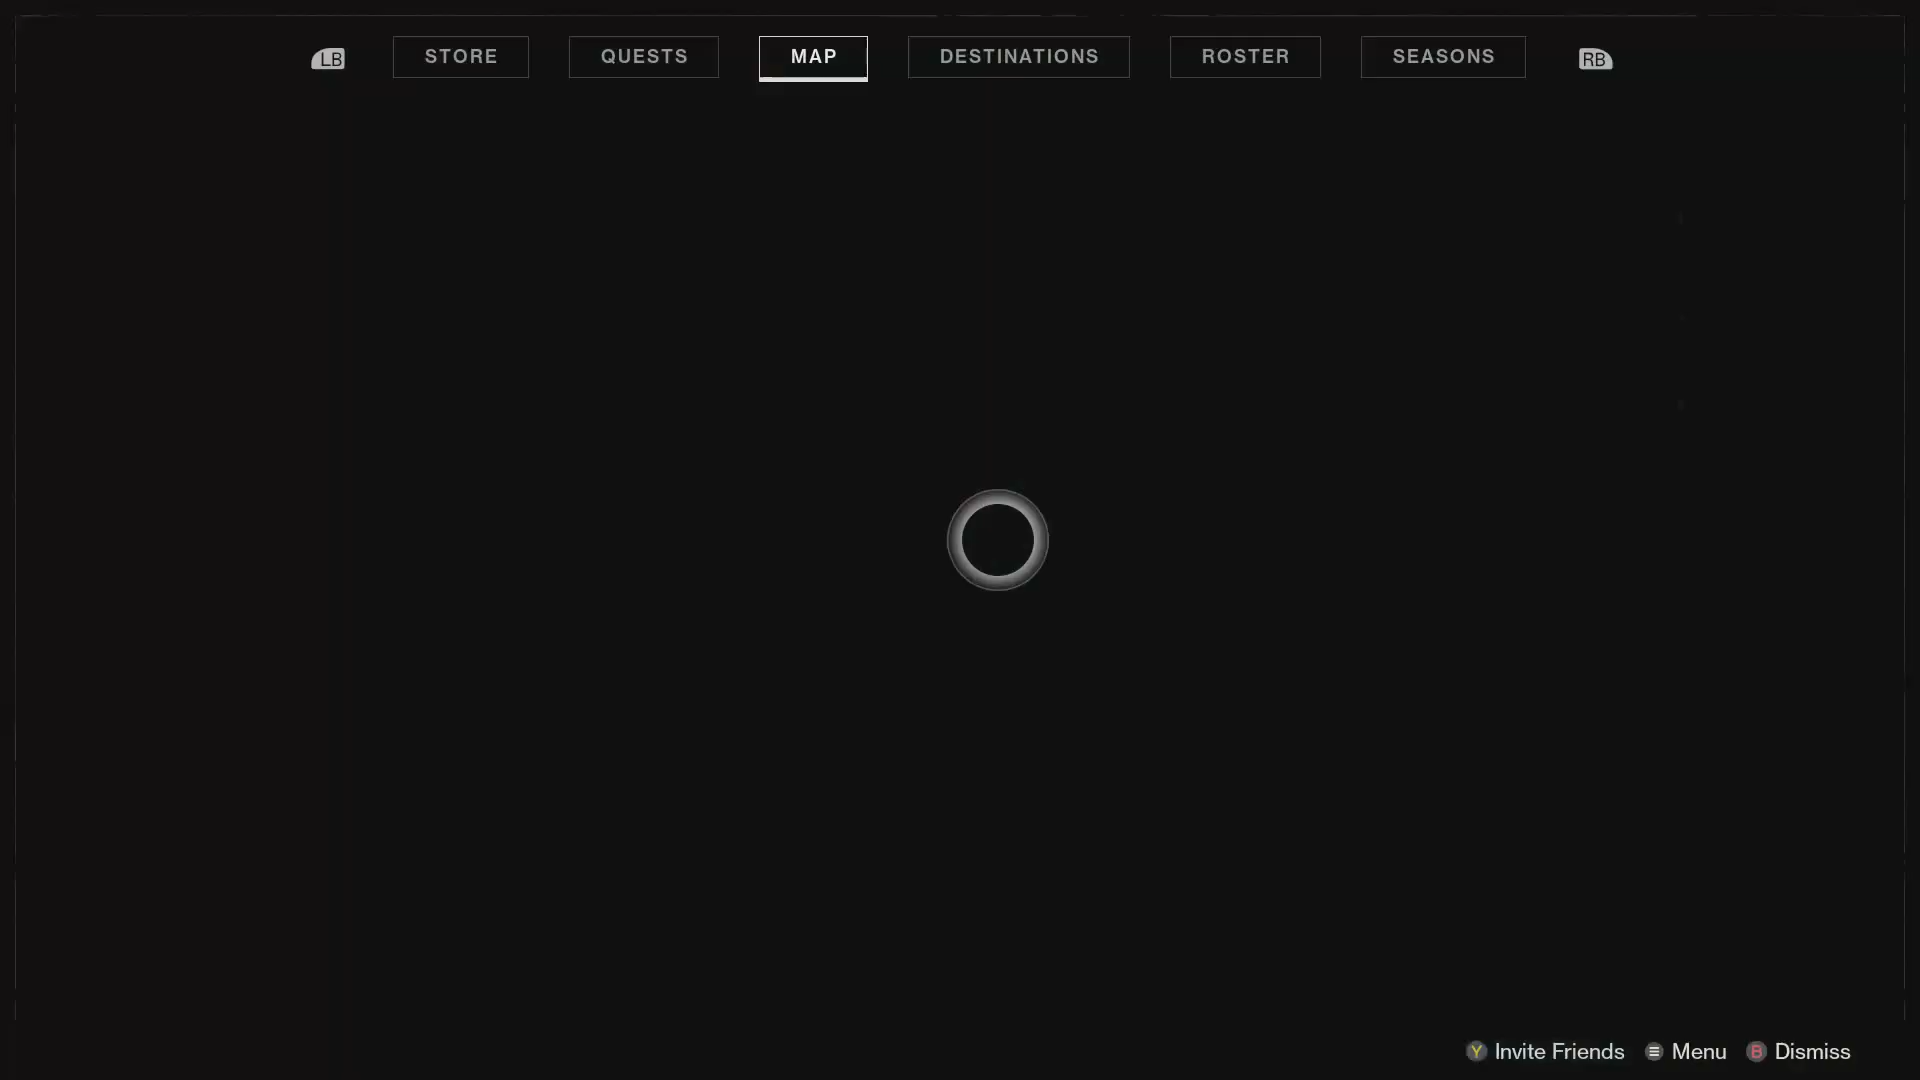 LB STORE QUESTS MAP DESTINATIONS ROSTER SEASONS RB
Y Invite Friends Menu B Dismiss